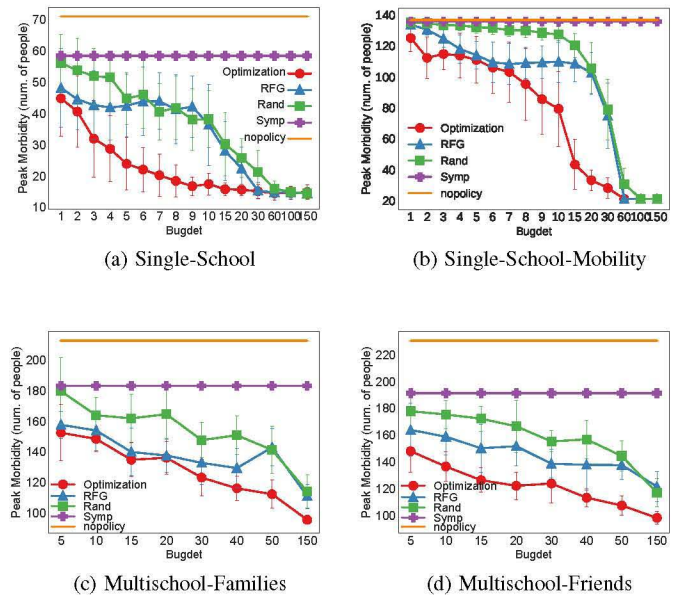 Peak Morbidity (num. of people)
70
60
50
40
30
20
10
Optimization
RFG
Rand
Symp
nopolicy
1 2 3 4 5 6 7 8 9 10 15 20 30 60 100 150
Bugdet
(a) Single-School
Peak Morbidity (num. of people)
140
120
100
80
60
40
20
Optimization
RFG
Rand
Symp
nopolicy
1 2 3 4 5 6 7 8 9 10 15 20 30 60 100 150
Bugdet
(b) Single-School-Mobility
Peak Morbidity (num. of people)
200
180
160
140
120
100
Optimization
RFG
Rand
Symp
nopolicy
5 10 15 20 30 40 50 150
Bugdet
(c) Multischool-Families
Peak Morbidity (num. of people)
220
200
180
160
140
120
100
Optimization
RFG
Rand
Symp
nopolicy
5 10 15 20 30 40 50 150
Bugdet
(d) Multischool-Friends